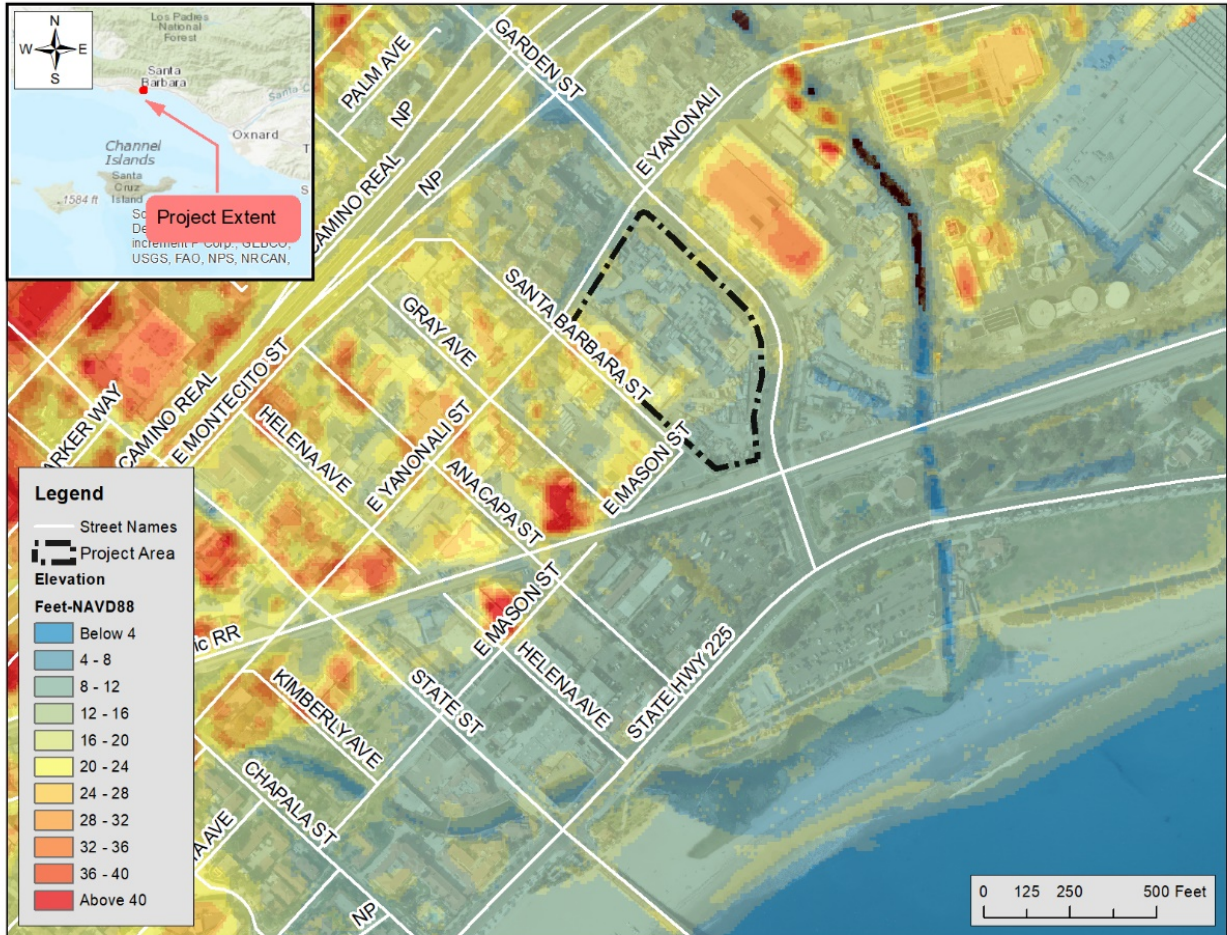 N
W E
S
Los Padres
National
Forest
Santa
Barbara
Santa C
Oxnard
Channel
Islands
Santa
Cruz
Island
1584 ft
T
S
Project Extent
increment P Corp., GEBCO,
USGS, FAO, NPS, NRCAN,
PALM AVE
NP
GARDEN ST
E YANONALI
CAMINO REAL
NP
SANTA BARBARA ST
GRAY AVE
E MONTECITO ST
CAMINO REAL
ARKER WAY
HELENA AVE
E YANONALI ST
ANACAPA ST
E MASON ST
E MASON ST
HELENA AVE
STATE HWY 225
ic RR
KIMBERLY AVE
STATE ST
CHAPALA ST
A AVE
NP
Legend
Street Names
Project Area
Elevation
Feet-NAVD88
Below 4
4 - 8
8 - 12
12 - 16
16 - 20
20 - 24
24 - 28
28 - 32
32 - 36
36 - 40
Above 40
0 125 250 500 Feet